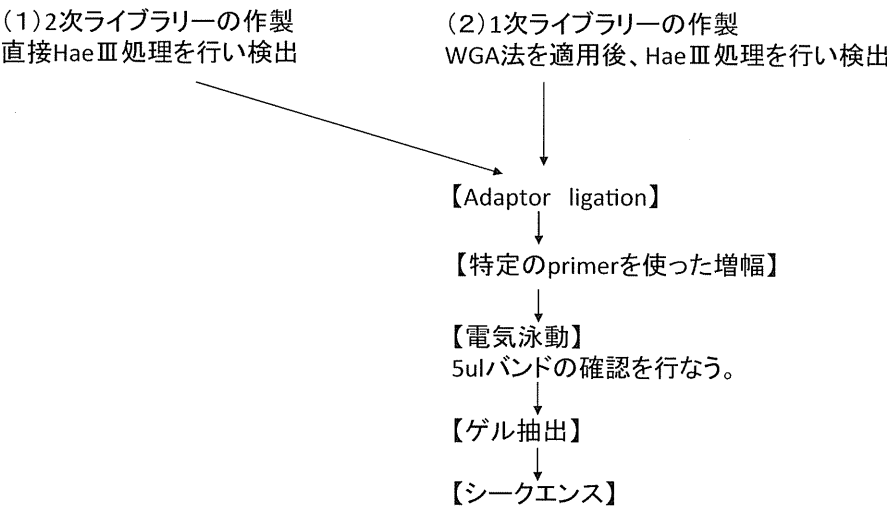 （１）2次ライブラリーの作製
直接HaeⅢ処理を行い検出
（２）1次ライブラリーの作製
WGA法を適用後、HaeⅢ処理を行い検出
【Adaptor ligation】
【特定のprimerを使った増幅】
【電気泳動】
5ulバンドの確認を行なう。
【ゲル抽出】
【シークエンス】